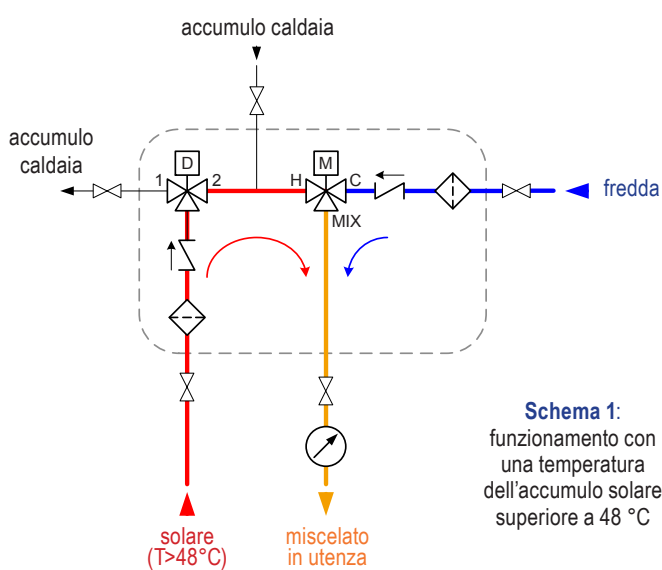 accumulo caldaia
accumulo
caldaia
1
D
2
H
M
C
MIX
fredda
Schema 1:
funzionamento con
una temperatura
dell'accumulo solare
superiore a 48 °C
solare
(T>48°C)
miscelato
in utenza